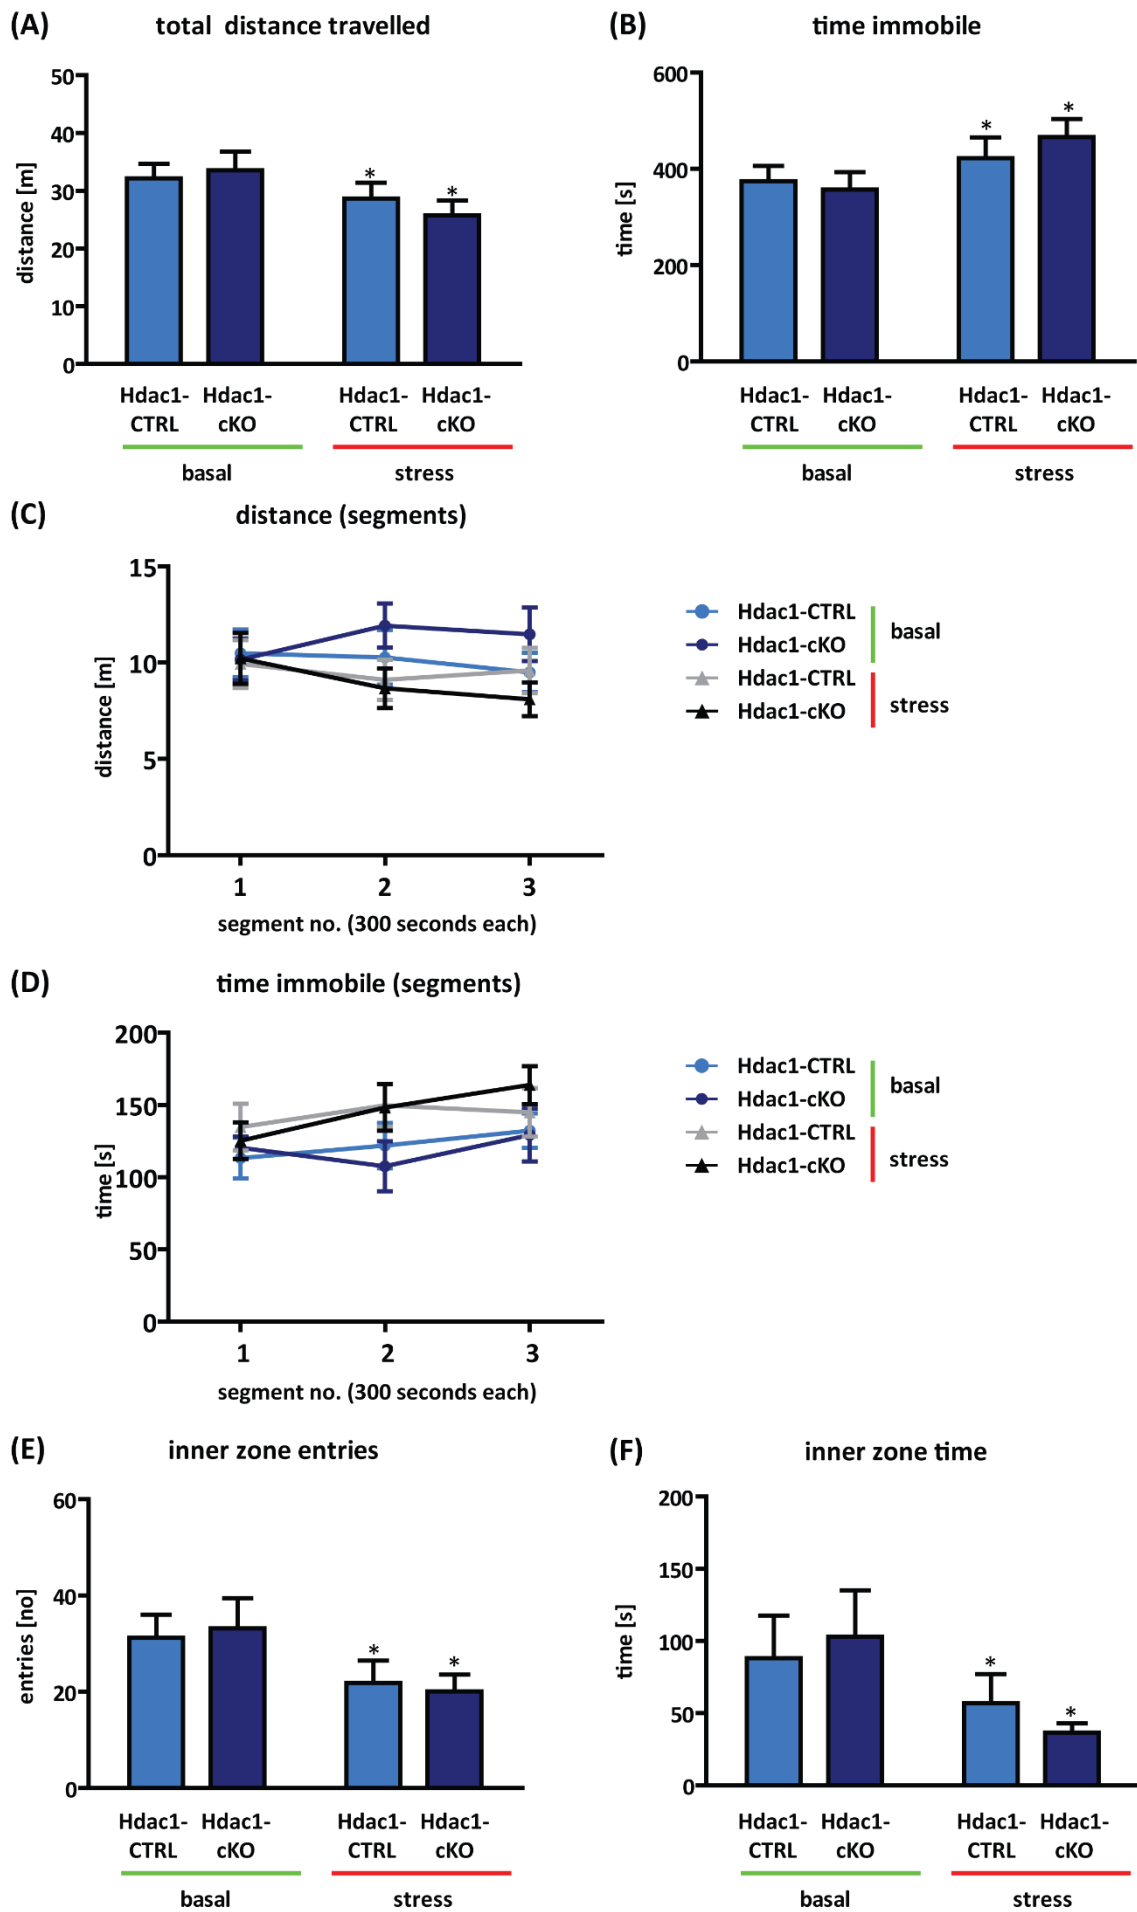 (A) total distance travelled
50
40
30
20
10
0
distance [m]
* *
Hdac1- Hdac1- Hdac1- Hdac1-
CTRL cKO CTRL cKO
basal stress
(B) time immobile
600
400
200
0
time [s]
* *
Hdac1- Hdac1- Hdac1- Hdac1-
CTRL cKO CTRL cKO
basal stress
(C) distance (segments)
15
10
5
0
distance [m]
1 2 3
segment no. (300 seconds each)
Hdac1-CTRL
Hdac1-cKO
basal
Hdac1-CTRL
Hdac1-cKO
stress
(D) time immobile (segments)
200
150
100
50
0
time [s]
1 2 3
segment no. (300 seconds each)
Hdac1-CTRL
Hdac1-cKO
basal
Hdac1-CTRL
Hdac1-cKO
stress
(E) inner zone entries
60
40
20
0
entries [no]
* *
Hdac1- Hdac1- Hdac1- Hdac1-
CTRL cKO CTRL cKO
basal stress
(F) inner zone time
200
150
100
50
0
time [s]
* *
Hdac1- Hdac1- Hdac1- Hdac1-
CTRL cKO CTRL cKO
basal stress